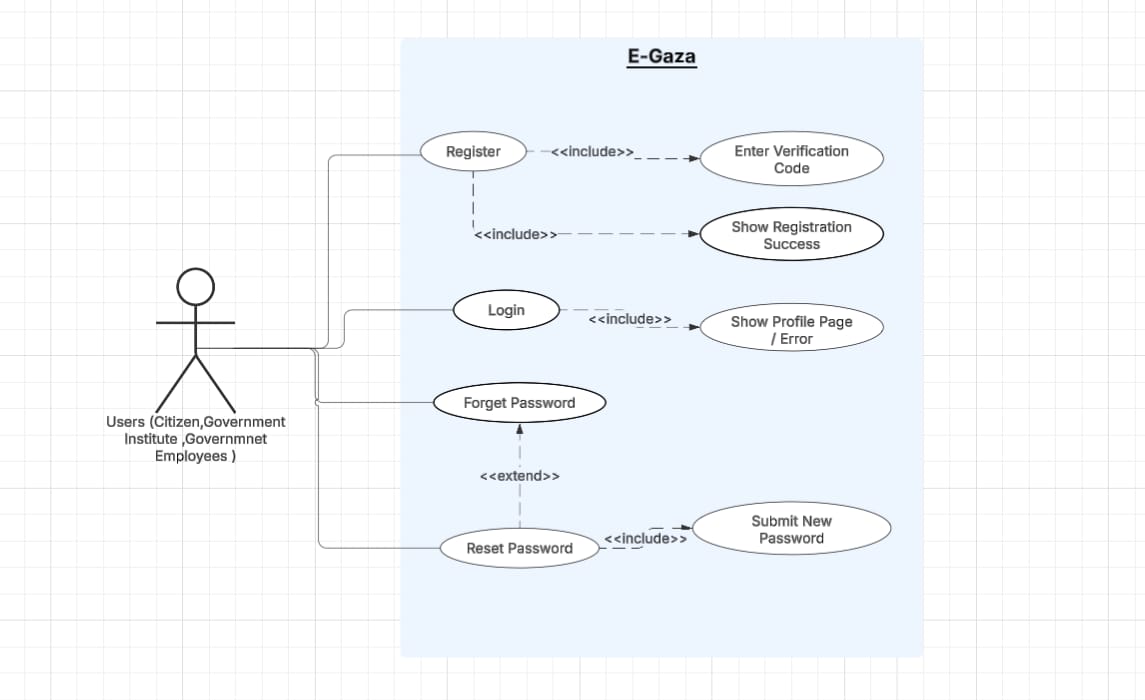 E-Gaza
Register
<<include>>
Enter Verification
Code
<<include>>
Show Registration
Success
Login
<<include>>
Show Profile Page
/ Error
Forget Password
Users (Citizen,Government
Institute ,Governmnet
Employees )
<<extend>>
Reset Password
<<include>>
Submit New
Password